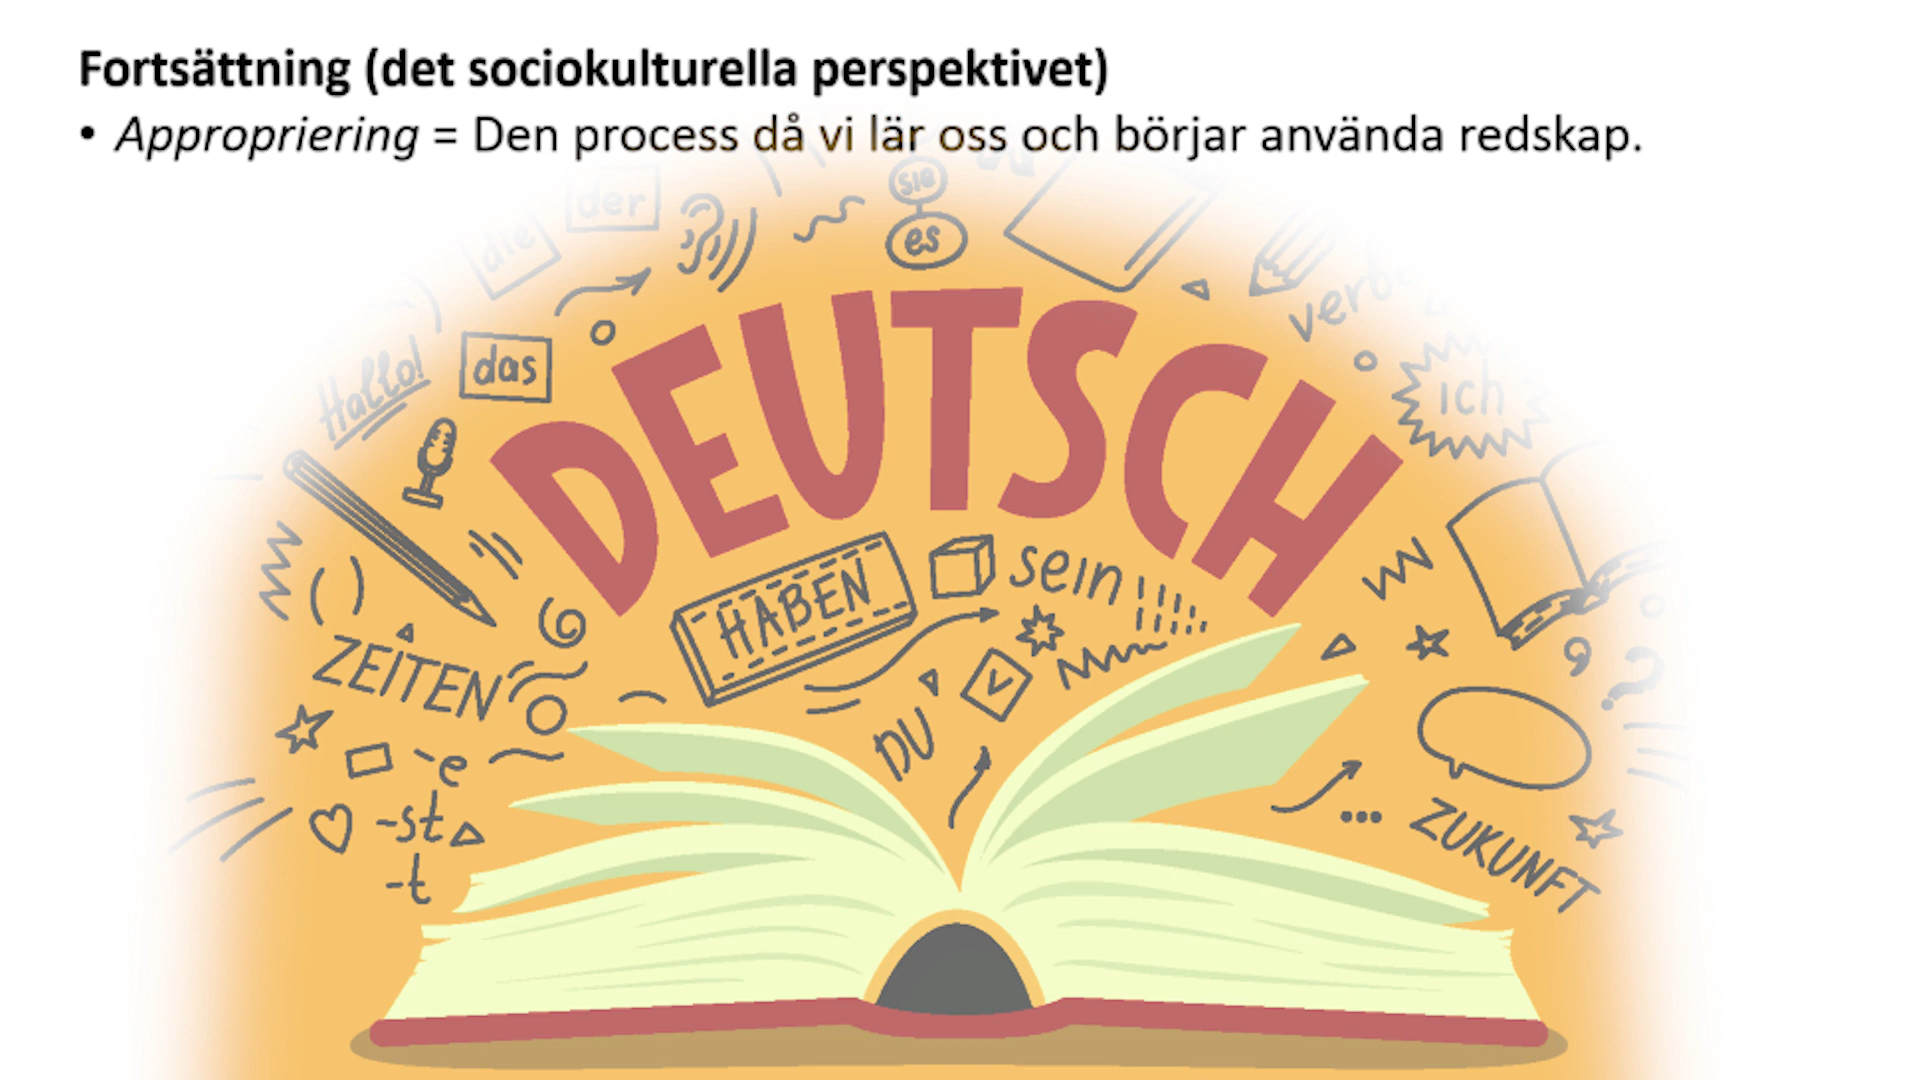 Fortsättning (det sociokulturella perspektivet)
• Appropriering = Den process då vi lär oss och börjar använda redskap.
der
sie
die
es
das
Hallo!
ich
DEUTSCH
HABEN
sein !!!!
ZEITEN
DU
-e
-st
-t
?
...
ZUKUNFT